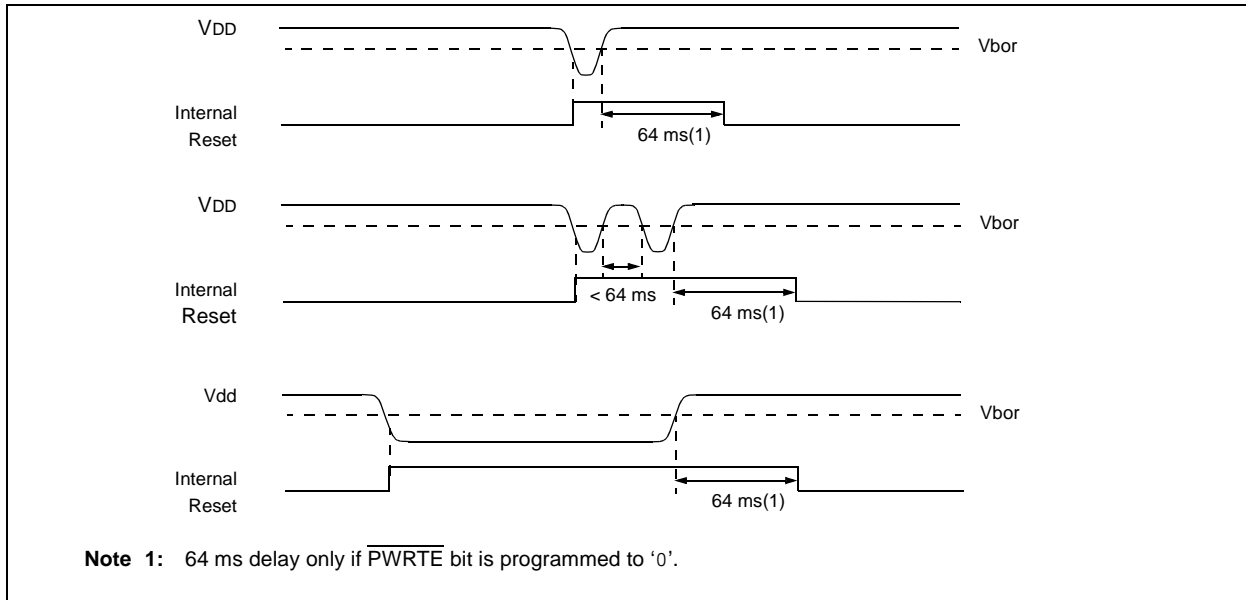 VDD
Vbor
Internal
Reset
64 ms(1)
VDD
Vbor
Internal
Reset
< 64 ms
64 ms(1)
Vdd
Vbor
Internal
Reset
64 ms(1)
Note 1: 64 ms delay only if PWRTE bit is programmed to ‘0’.